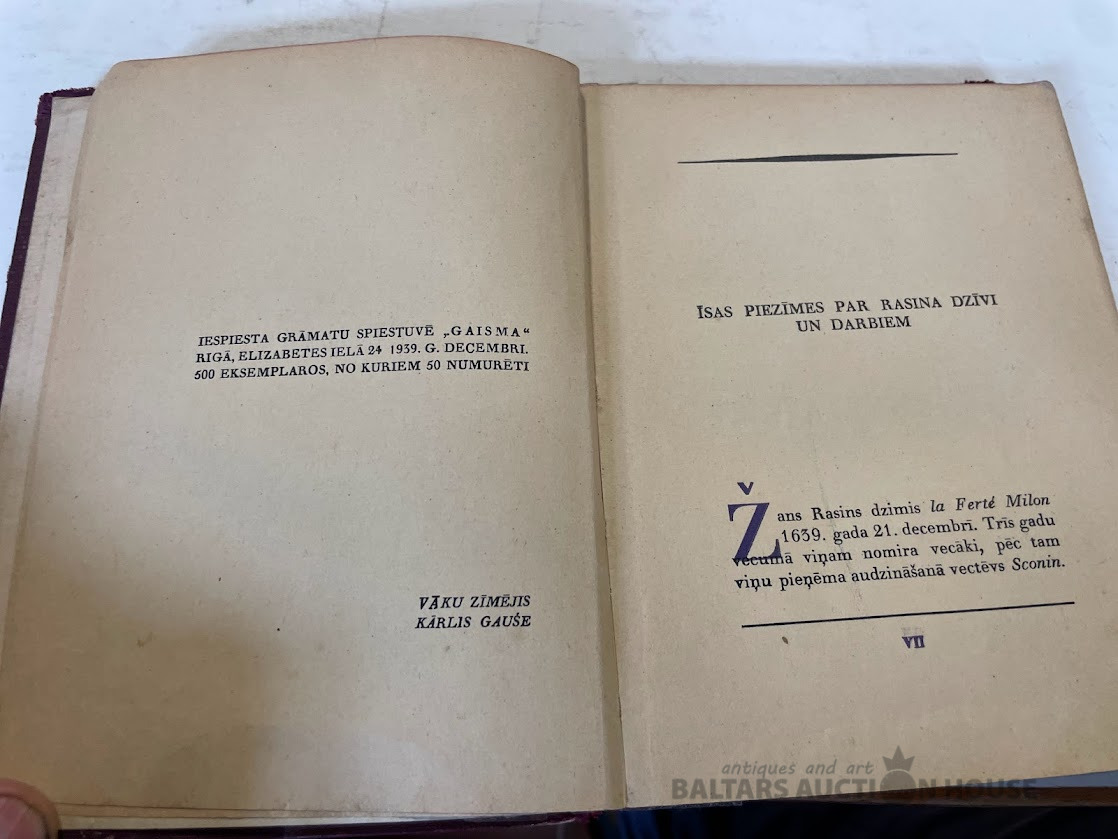 IESPIESTA GRĀMATU SPIESTUVĒ „GAISMA“
RIGĀ, ELIZABETES IELĀ 24 1939. G. DECEMBRI.
500 EKSEMPLAROS, NO KURIEM 50 NUMURĒTI
VĀKU ZĪMĒJIS
KĀRLIS GAUŠE
ĪSAS PIEZĪMES PAR RASINA DZĪVI
UN DARBIEM
Žans Rasins dzimis la Ferté Milon
1639. gada 21. decembrī. Trīs gadu
vecumā viņam nomira vecāki, pēc tam
viņu pieņēma audzināšanā vectēvs Sconin.
VII
antiques and art
BALTARS AUCTION HOUSE